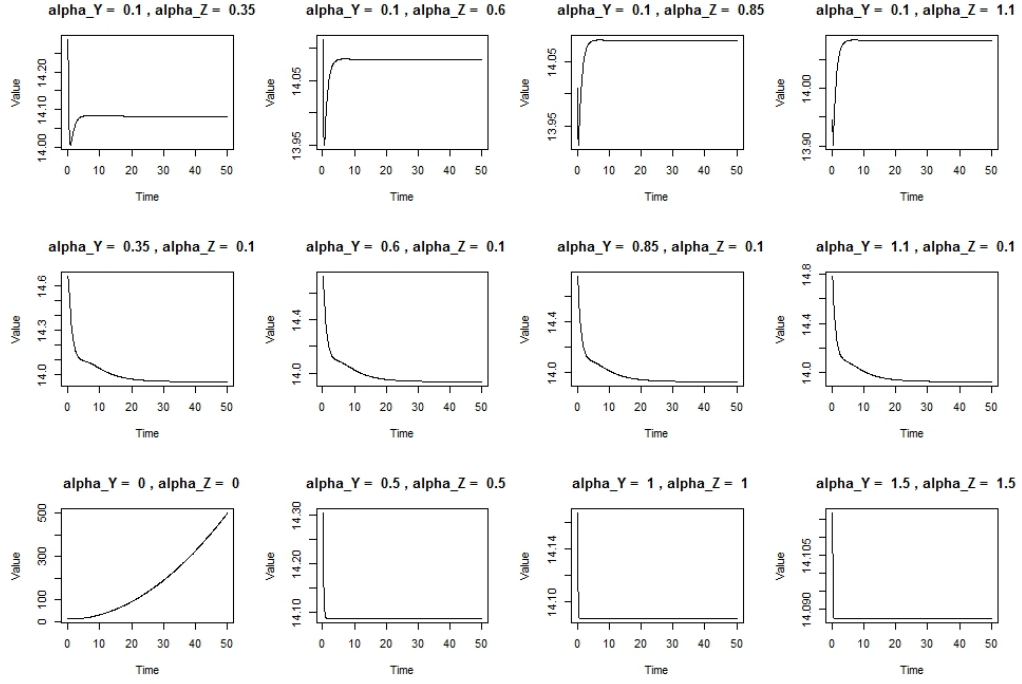 alpha_Y = 0.1 , alpha_Z = 0.35
Value
14.00 14.10 14.20
0 10 20 30 40 50
Time
alpha_Y = 0.1 , alpha_Z = 0.6
Value
13.95 14.05
0 10 20 30 40 50
Time
alpha_Y = 0.1 , alpha_Z = 0.85
Value
13.95 14.05
0 10 20 30 40 50
Time
alpha_Y = 0.1 , alpha_Z = 1.1
Value
13.90 14.00
0 10 20 30 40 50
Time
alpha_Y = 0.35 , alpha_Z = 0.1
Value
14.0 14.3 14.6
0 10 20 30 40 50
Time
alpha_Y = 0.6 , alpha_Z = 0.1
Value
14.0 14.4
0 10 20 30 40 50
Time
alpha_Y = 0.85 , alpha_Z = 0.1
Value
14.0 14.4
0 10 20 30 40 50
Time
alpha_Y = 1.1 , alpha_Z = 0.1
Value
14.0 14.4 14.8
0 10 20 30 40 50
Time
alpha_Y = 0 , alpha_Z = 0
Value
0 100 300 500
0 10 20 30 40 50
Time
alpha_Y = 0.5 , alpha_Z = 0.5
Value
14.10 14.20 14.30
0 10 20 30 40 50
Time
alpha_Y = 1 , alpha_Z = 1
Value
14.10 14.14
0 10 20 30 40 50
Time
alpha_Y = 1.5 , alpha_Z = 1.5
Value
14.090 14.105
0 10 20 30 40 50
Time